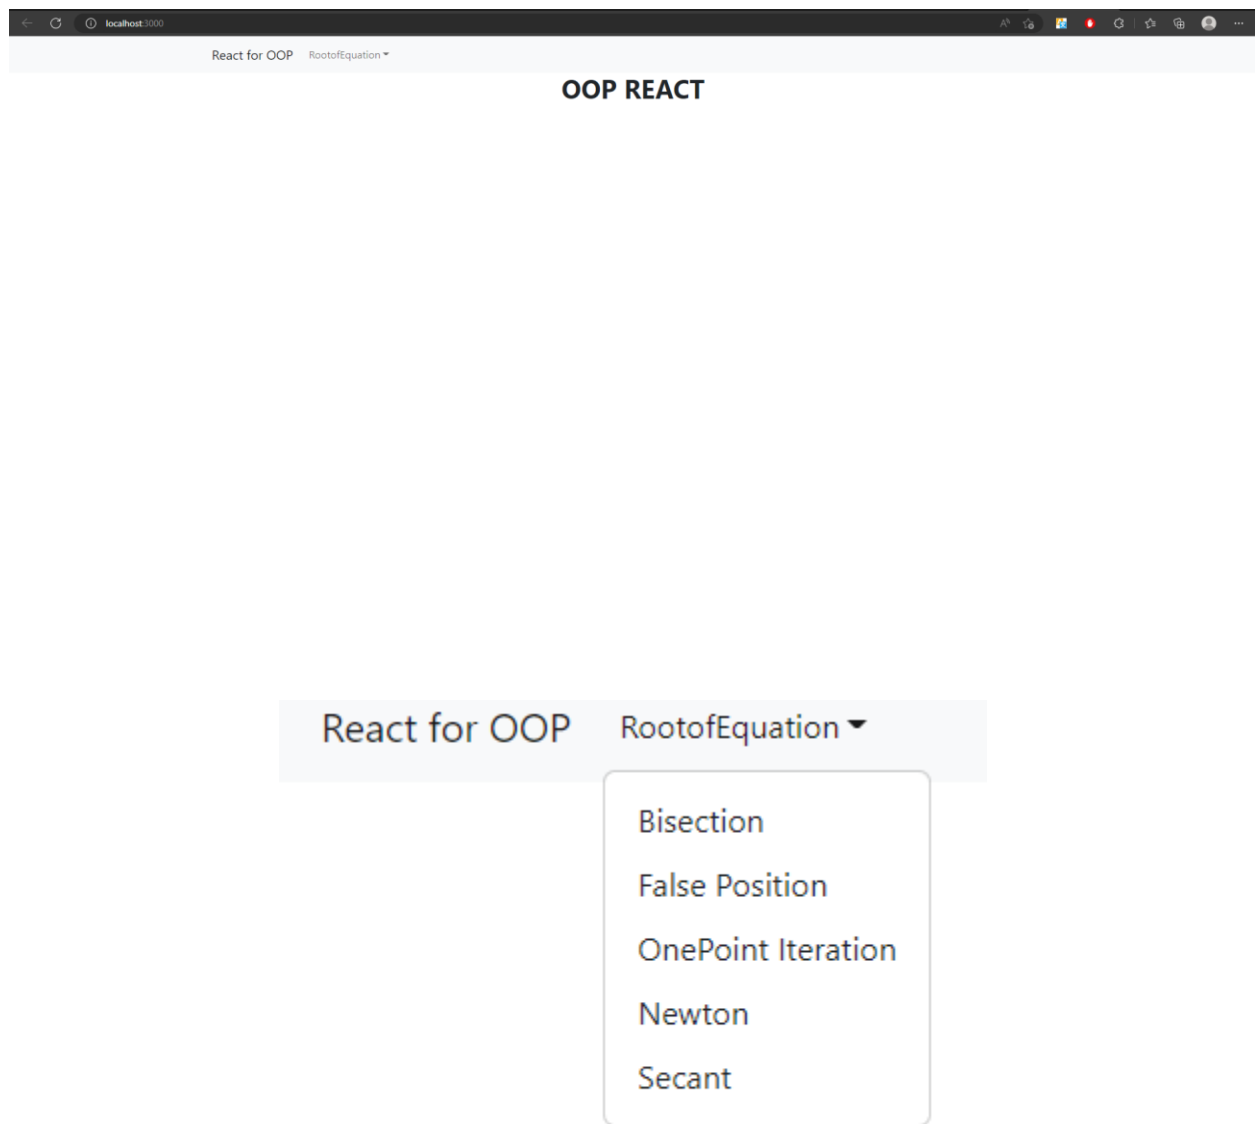 localhost:3000
React for OOP RootofEquation
OOP REACT
React for OOP RootofEquation
Bisection
False Position
OnePoint Iteration
Newton
Secant